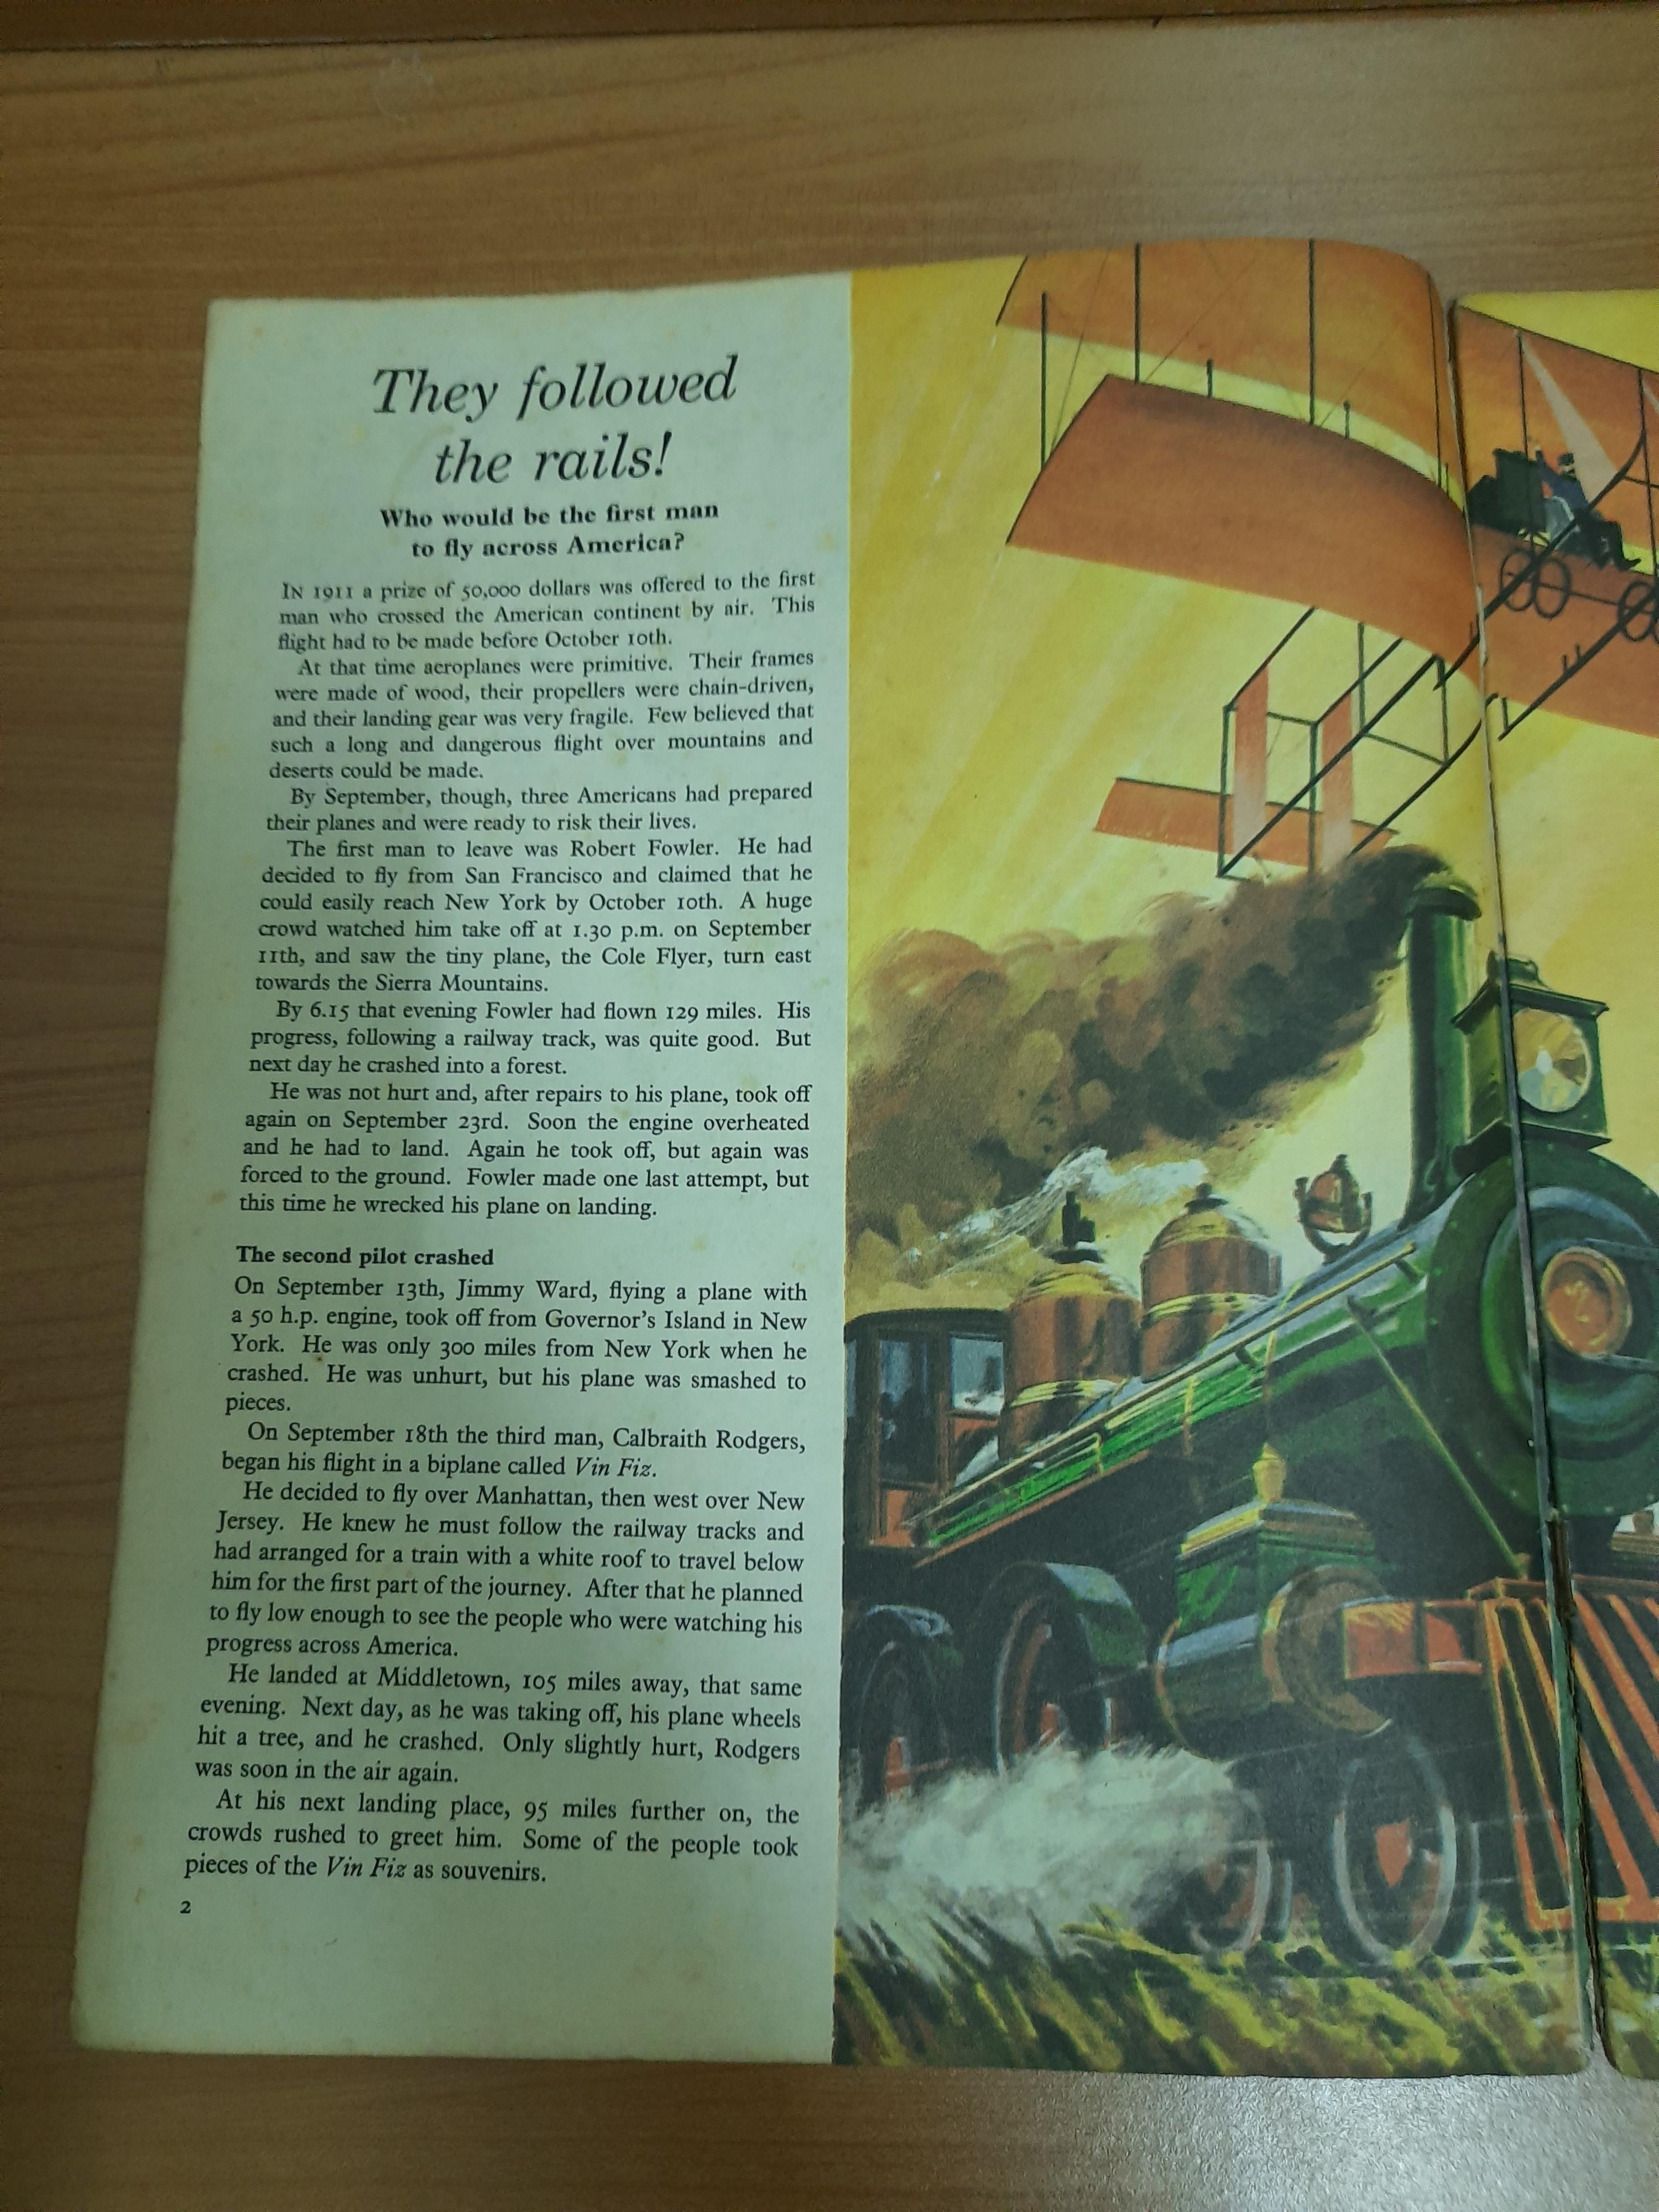 They followed
the rails!
Who would be the first man
to fly across America?
IN 1911 a prize of 50,000 dollars was offered to the first
man who crossed the American continent by air. This
flight had to be made before October 10th.
At that time aeroplanes were primitive. Their frames
were made of wood, their propellers were chain-driven,
and their landing gear was very fragile. Few believed that
such a long and dangerous flight over mountains and
deserts could be made.
By September, though, three Americans had prepared
their planes and were ready to risk their lives.
The first man to leave was Robert Fowler. He had
decided to fly from San Francisco and claimed that he
could easily reach New York by October 10th. A huge
crowd watched him take off at 1.30 p.m. on September
11th, and saw the tiny plane, the Cole Flyer, turn east
towards the Sierra Mountains.
By 6.15 that evening Fowler had flown 129 miles. His
progress, following a railway track, was quite good. But
next day he crashed into a forest.
He was not hurt and, after repairs to his plane, took off
again on September 23rd. Soon the engine overheated
and he had to land. Again he took off, but again was
forced to the ground. Fowler made one last attempt, but
this time he wrecked his plane on landing.
The second pilot crashed
On September 13th, Jimmy Ward, flying a plane with
a 50 h.p. engine, took off from Governor's Island in New
York. He was only 300 miles from New York when he
crashed. He was unhurt, but his plane was smashed to
pieces.
On September 18th the third man, Calbraith Rodgers,
began his flight in a biplane called Vin Fiz.
He decided to fly over Manhattan, then west over New
Jersey. He knew he must follow the railway tracks and
had arranged for a train with a white roof to travel below
him for the first part of the journey. After that he planned
to fly low enough to see the people who were watching his
progress across America.
He landed at Middletown, 105 miles away, that same
evening. Next day, as he was taking off, his plane wheels
hit a tree, and he crashed. Only slightly hurt, Rodgers
was soon in the air again.
At his next landing place, 95 miles further on, the
crowds rushed to greet him. Some of the people took
pieces of the Vin Fiz as souvenirs.
2
2